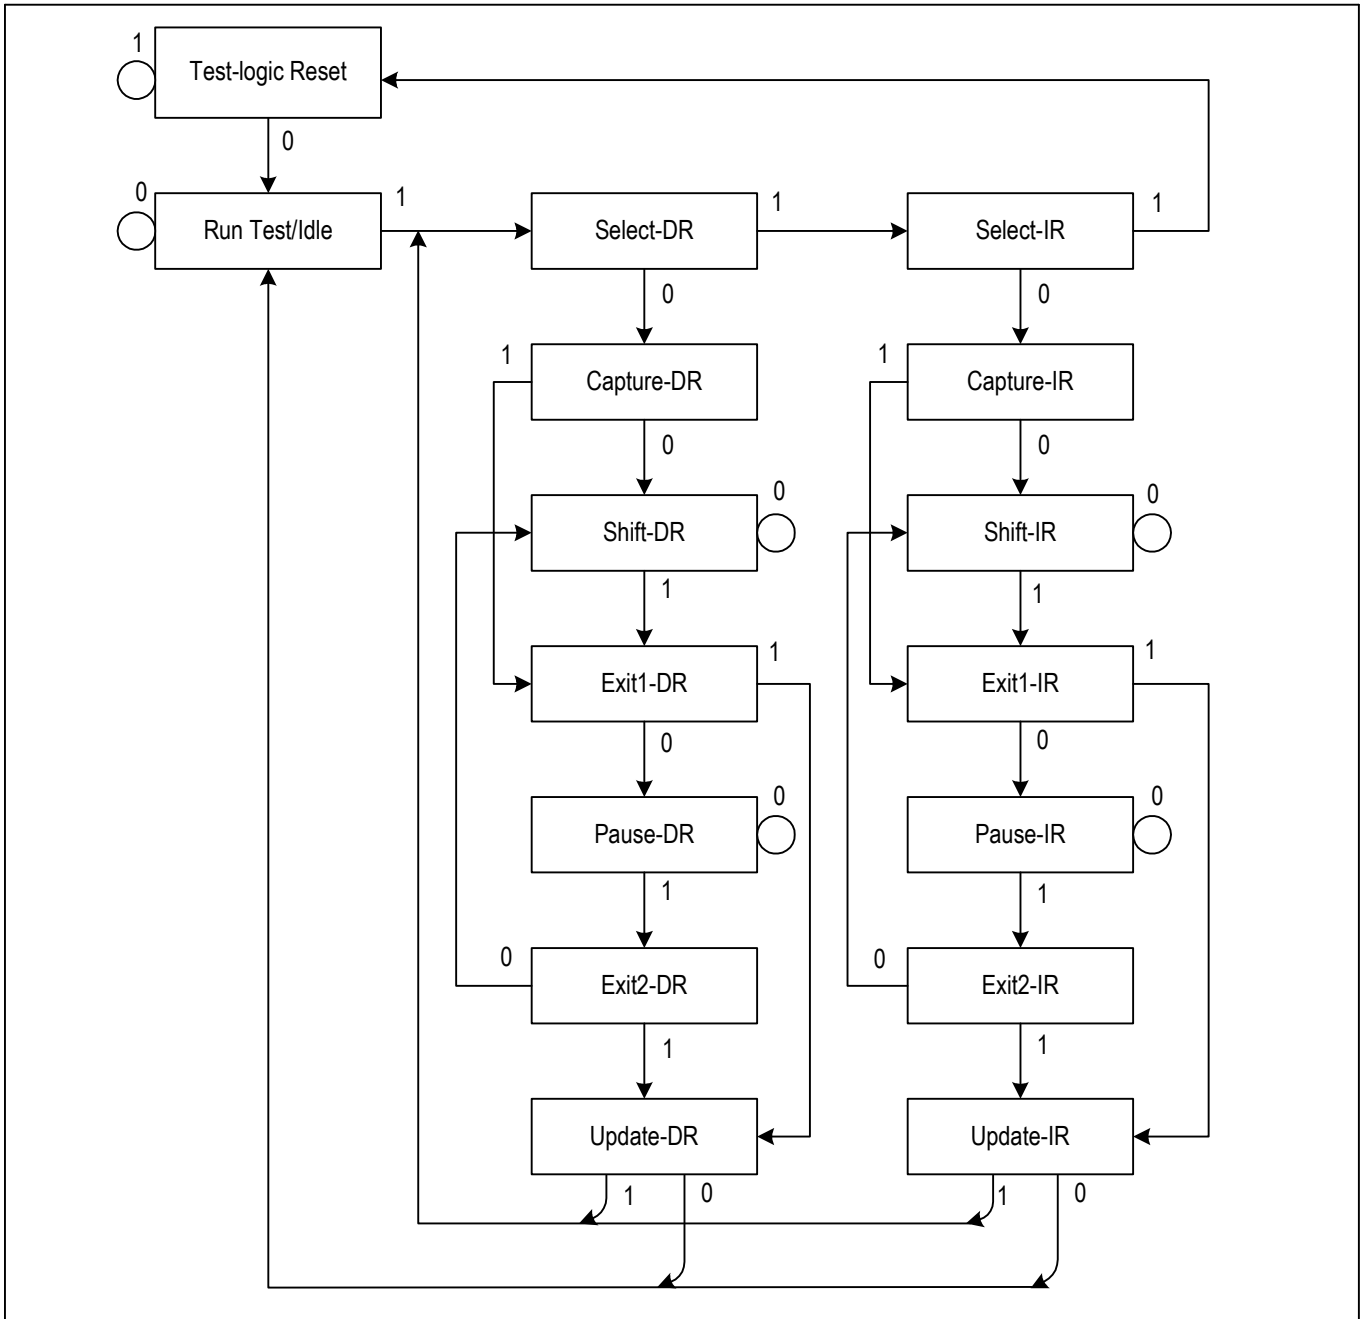 1
Test-logic Reset
0
0
Run Test/Idle
1
Select-DR
1
Select-IR
1
0
0
1
Capture-DR
1
Capture-IR
0
0
Shift-DR
0
Shift-IR
0
1
1
Exit1-DR
1
Exit1-IR
1
0
0
Pause-DR
0
Pause-IR
0
1
1
0
Exit2-DR
0
Exit2-IR
1
1
Update-DR
Update-IR
1
0
1
0